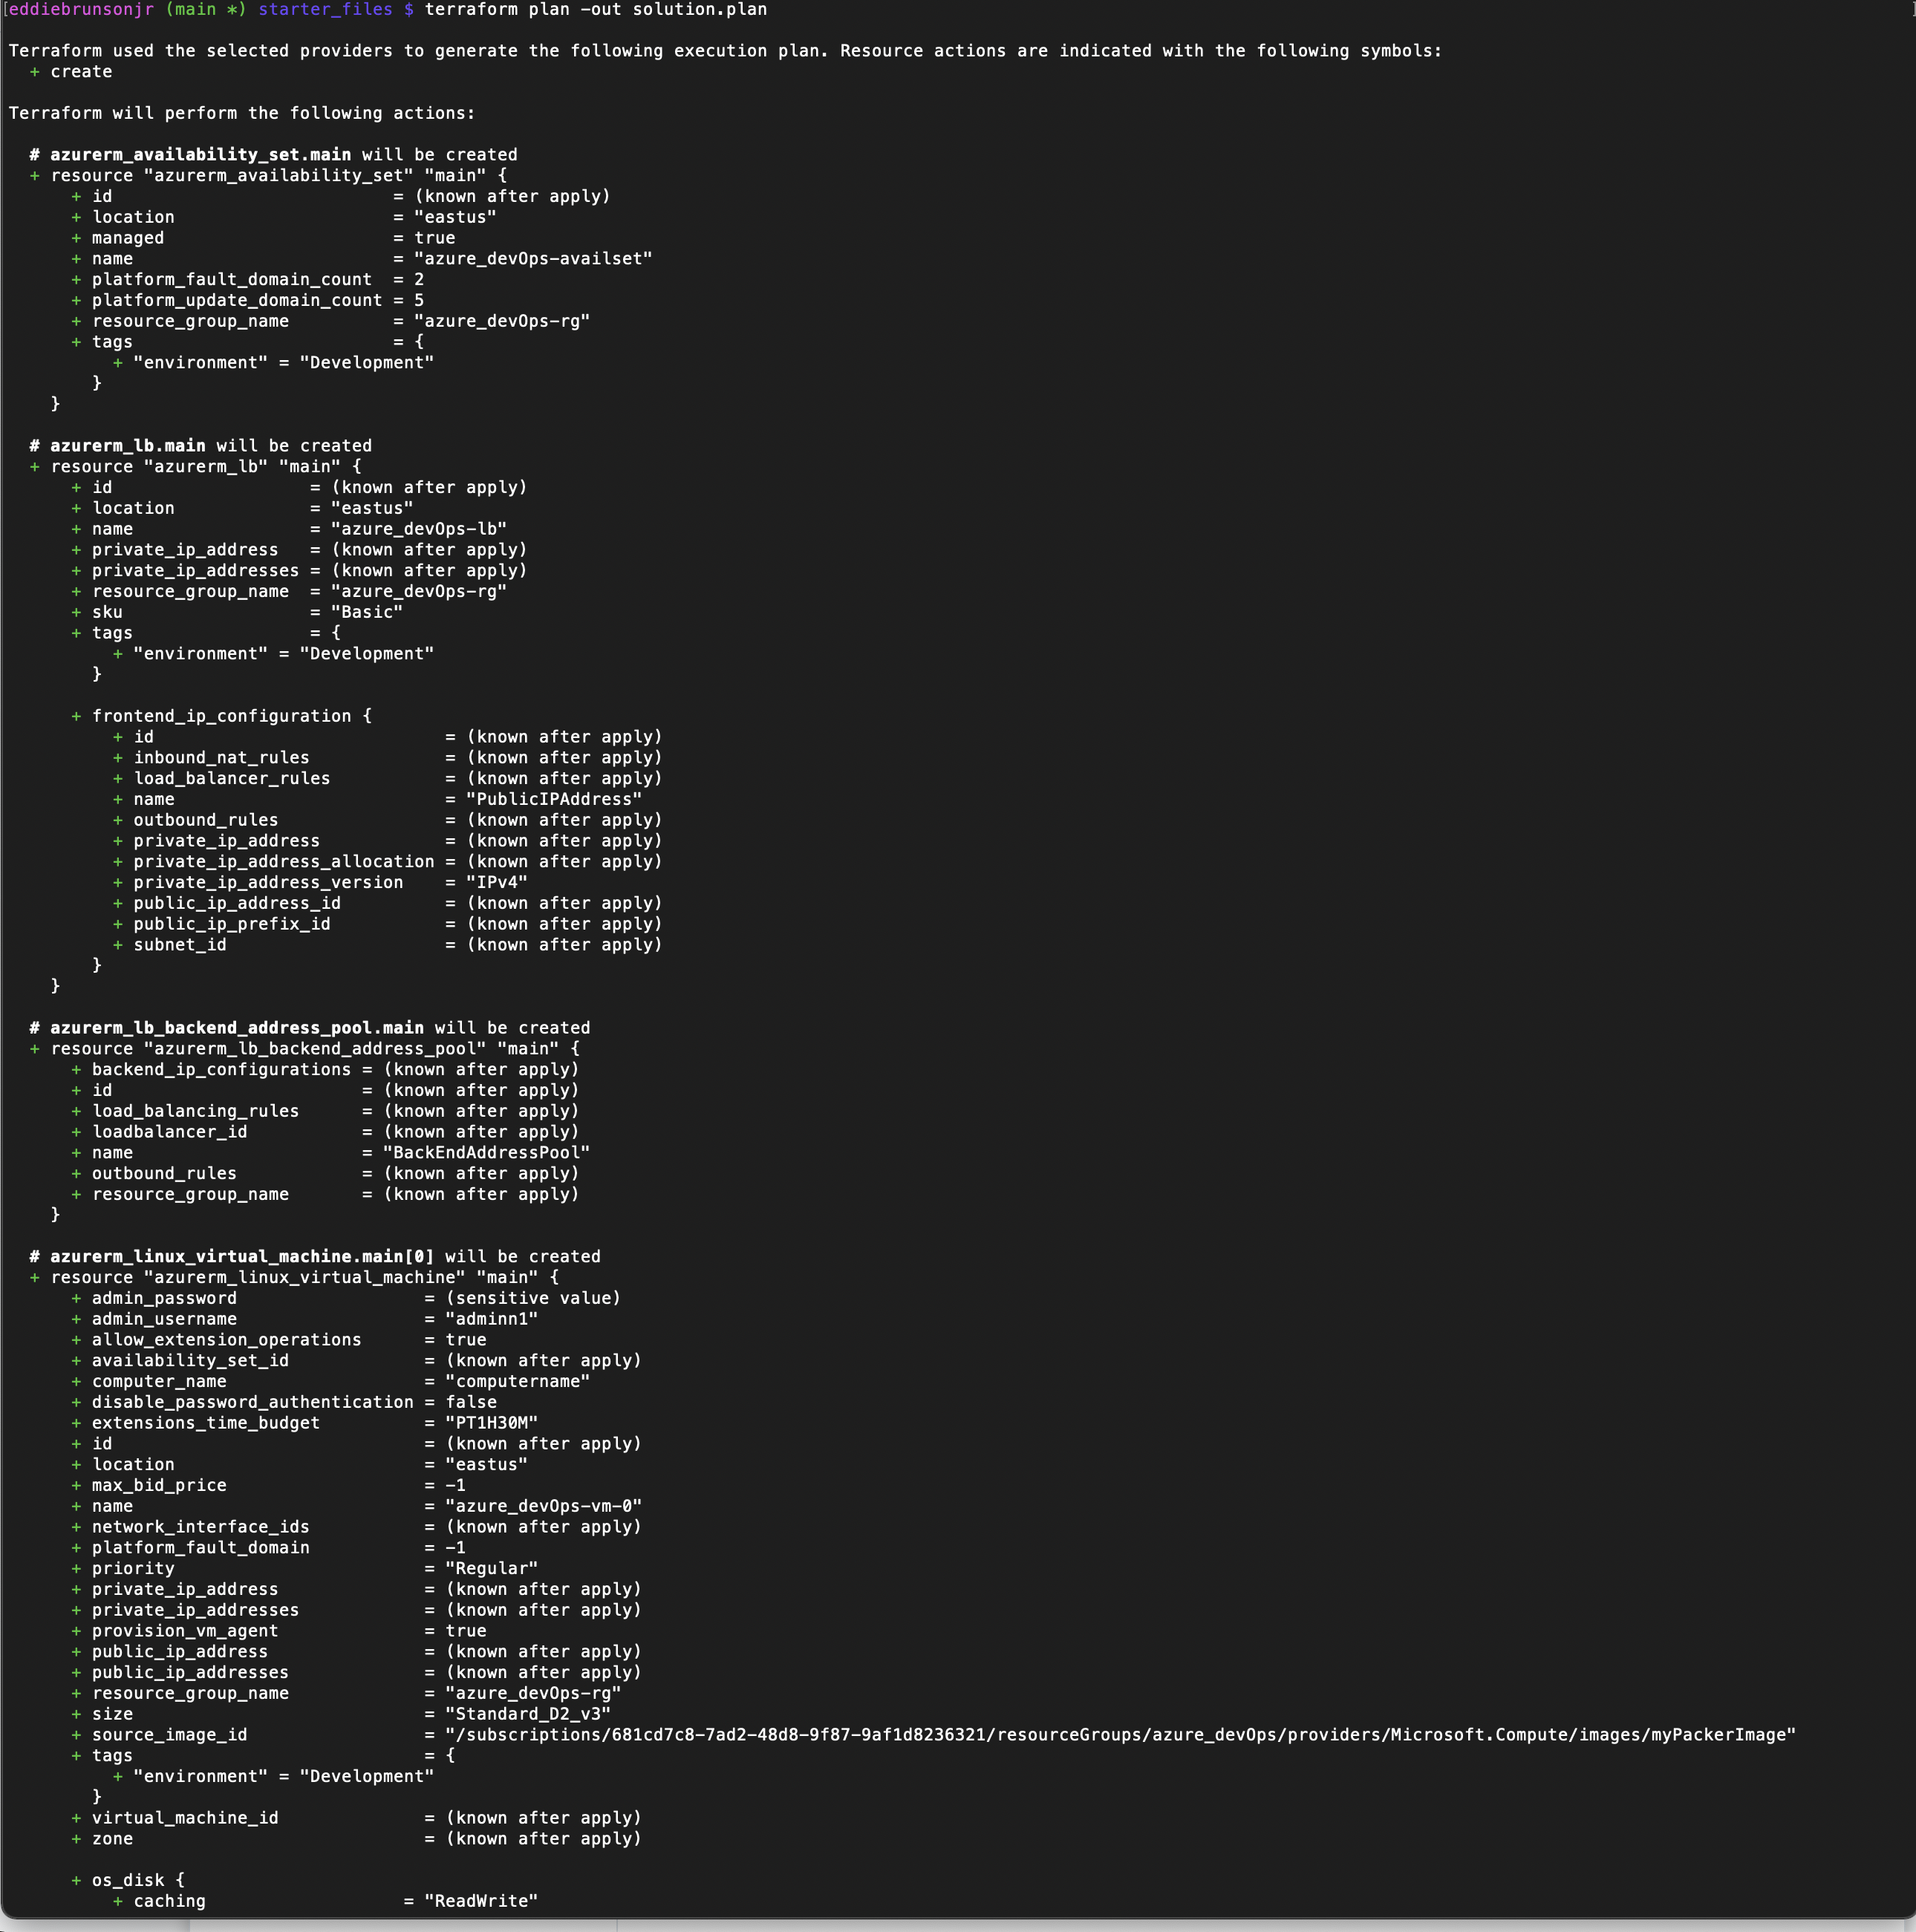 [eddiebrunsonjr (main *) starter_files $ terraform plan -out solution.plan ]
Terraform used the selected providers to generate the following execution plan. Resource actions are indicated with the following symbols:
  + create
Terraform will perform the following actions:
  # azurerm_availability_set.main will be created
  + resource "azurerm_availability_set" "main" {
      + id                           = (known after apply)
      + location                     = "eastus"
      + managed                      = true
      + name                         = "azure_devOps-availset"
      + platform_fault_domain_count  = 2
      + platform_update_domain_count = 5
      + resource_group_name          = "azure_devOps-rg"
      + tags                         = {
          + "environment" = "Development"
        }
    }
  # azurerm_lb.main will be created
  + resource "azurerm_lb" "main" {
      + id                   = (known after apply)
      + location             = "eastus"
      + name                 = "azure_devOps-lb"
      + private_ip_address   = (known after apply)
      + private_ip_addresses = (known after apply)
      + resource_group_name  = "azure_devOps-rg"
      + sku                  = "Basic"
      + tags                 = {
          + "environment" = "Development"
        }
      + frontend_ip_configuration {
          + id                            = (known after apply)
          + inbound_nat_rules             = (known after apply)
          + load_balancer_rules           = (known after apply)
          + name                          = "PublicIPAddress"
          + outbound_rules                = (known after apply)
          + private_ip_address            = (known after apply)
          + private_ip_address_allocation = (known after apply)
          + private_ip_address_version    = "IPv4"
          + public_ip_address_id          = (known after apply)
          + public_ip_prefix_id           = (known after apply)
          + subnet_id                     = (known after apply)
        }
    }
  # azurerm_lb_backend_address_pool.main will be created
  + resource "azurerm_lb_backend_address_pool" "main" {
      + backend_ip_configurations = (known after apply)
      + id                        = (known after apply)
      + load_balancing_rules      = (known after apply)
      + loadbalancer_id           = (known after apply)
      + name                      = "BackEndAddressPool"
      + outbound_rules            = (known after apply)
      + resource_group_name       = (known after apply)
    }
  # azurerm_linux_virtual_machine.main[0] will be created
  + resource "azurerm_linux_virtual_machine" "main" {
      + admin_password                  = (sensitive value)
      + admin_username                  = "adminn1"
      + allow_extension_operations      = true
      + availability_set_id             = (known after apply)
      + computer_name                   = "computername"
      + disable_password_authentication = false
      + extensions_time_budget          = "PT1H30M"
      + id                              = (known after apply)
      + location                        = "eastus"
      + max_bid_price                   = -1
      + name                            = "azure_devOps-vm-0"
      + network_interface_ids           = (known after apply)
      + platform_fault_domain           = -1
      + priority                        = "Regular"
      + private_ip_address              = (known after apply)
      + private_ip_addresses            = (known after apply)
      + provision_vm_agent              = true
      + public_ip_address               = (known after apply)
      + public_ip_addresses             = (known after apply)
      + resource_group_name             = "azure_devOps-rg"
      + size                            = "Standard_D2_v3"
      + source_image_id                 = "/subscriptions/681cd7c8-7ad2-48d8-9f87-9af1d8236321/resourceGroups/azure_devOps/providers/Microsoft.Compute/images/myPackerImage"
      + tags                            = {
          + "environment" = "Development"
        }
      + virtual_machine_id              = (known after apply)
      + zone                            = (known after apply)
      + os_disk {
          + caching                   = "ReadWrite"